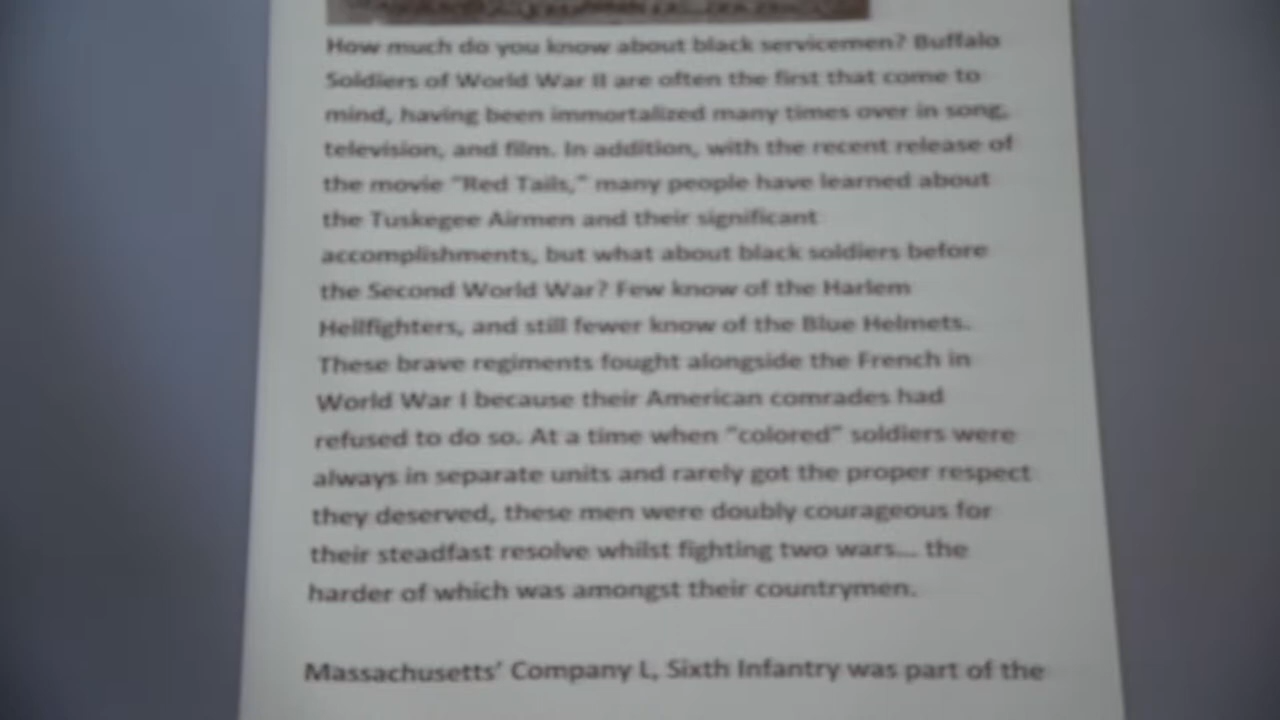 How much do you know about black servicemen? Buffalo
Soldiers of World War II are often the first that come to
mind, having been immortalized many times over in song,
television, and film. In addition, with the recent release of
the movie "Red Tails," many people have learned about
the Tuskegee Airmen and their significant
accomplishments, but what about black soldiers before
the Second World War? Few know of the Harlem
Hellfighters, and still fewer know of the Blue Helmets.
These brave regiments fought alongside the French in
World War I because their American comrades had
refused to do so. At a time when "colored" soldiers were
always in separate units and rarely got the proper respect
they deserved, these men were doubly courageous for
their steadfast resolve whilst fighting two wars... the
harder of which was amongst their countrymen.
Massachusetts' Company L, Sixth Infantry was part of the